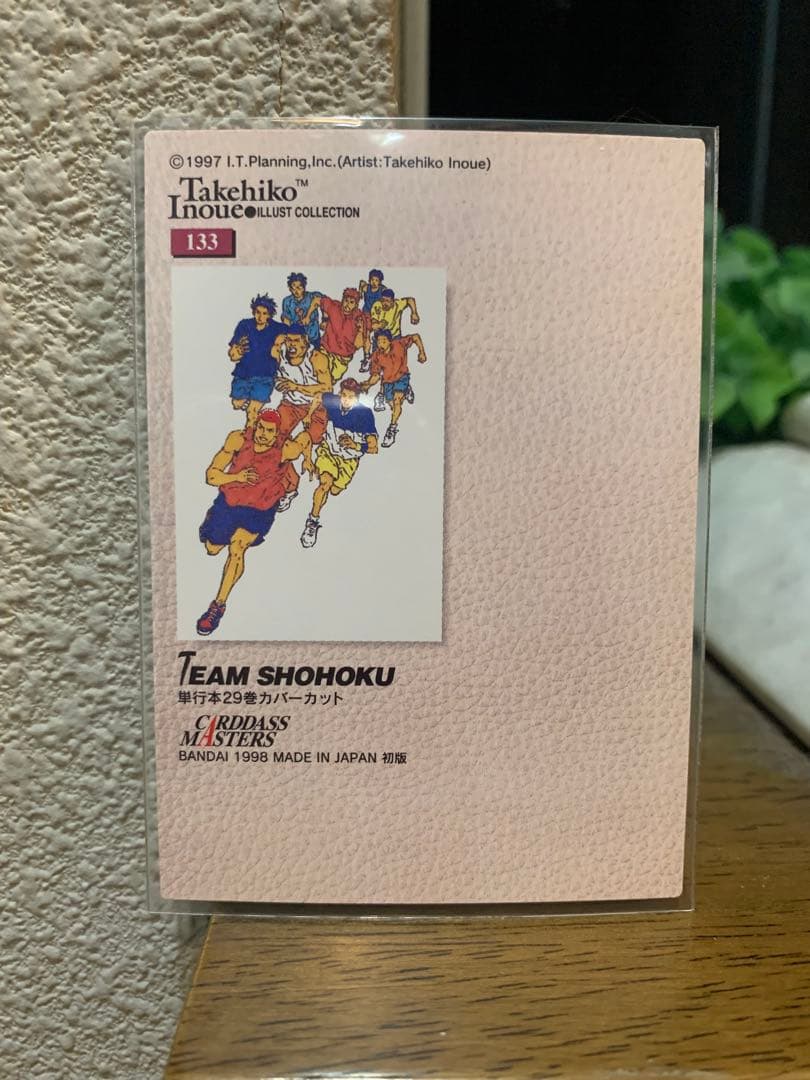 ©1997 I.T.Planning,Inc.(Artist:Takehiko Inoue)
Takehiko™
Inoue●ILLUST COLLECTION
133
TEAM SHOHOKU
単行本29巻カバーカット
CARDDASS
MASTERS
BANDAI 1998 MADE IN JAPAN 初版